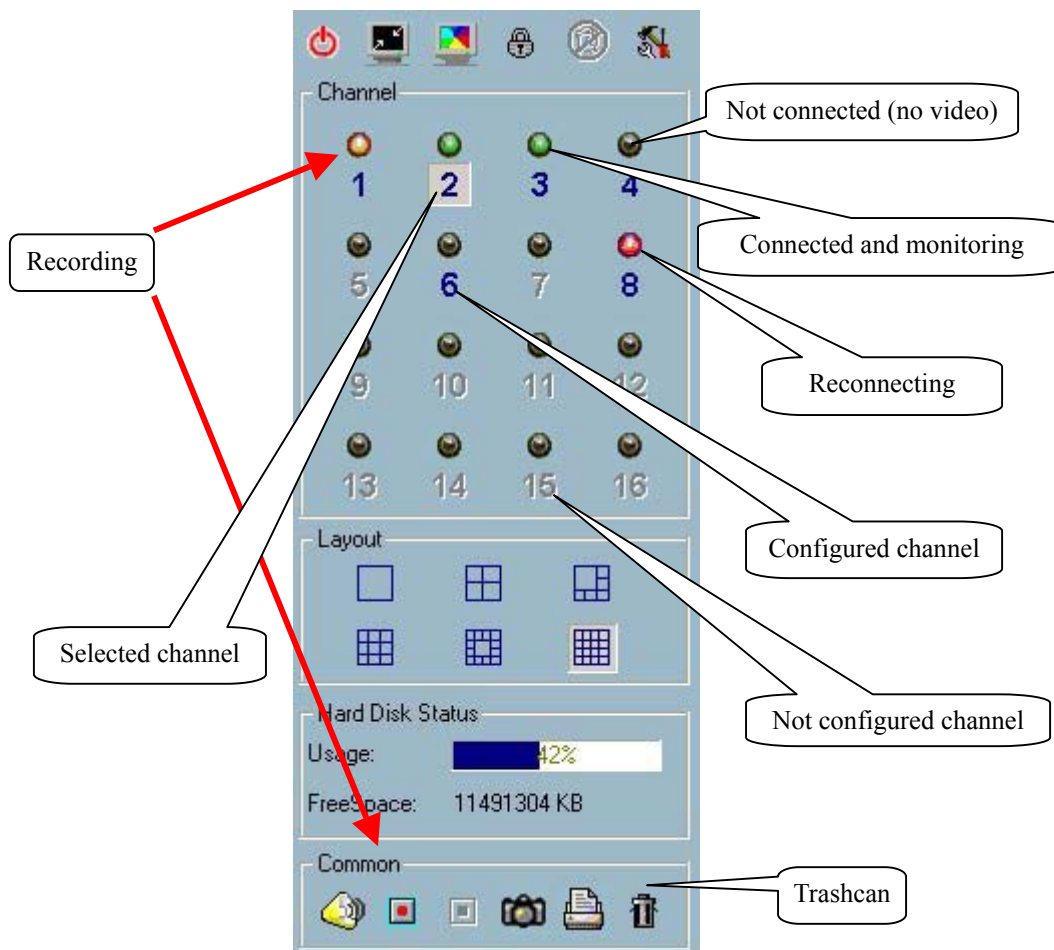 Channel
Not connected (no video)
1 2 3 4
Recording
Connected and monitoring
5 6 7 8
Reconnecting
9 10 11 12
13 14 15 16
Layout
Configured channel
Selected channel
Not configured channel
Hard Disk Status
Usage: 42%
FreeSpace: 11491304 KB
Common
Trashcan